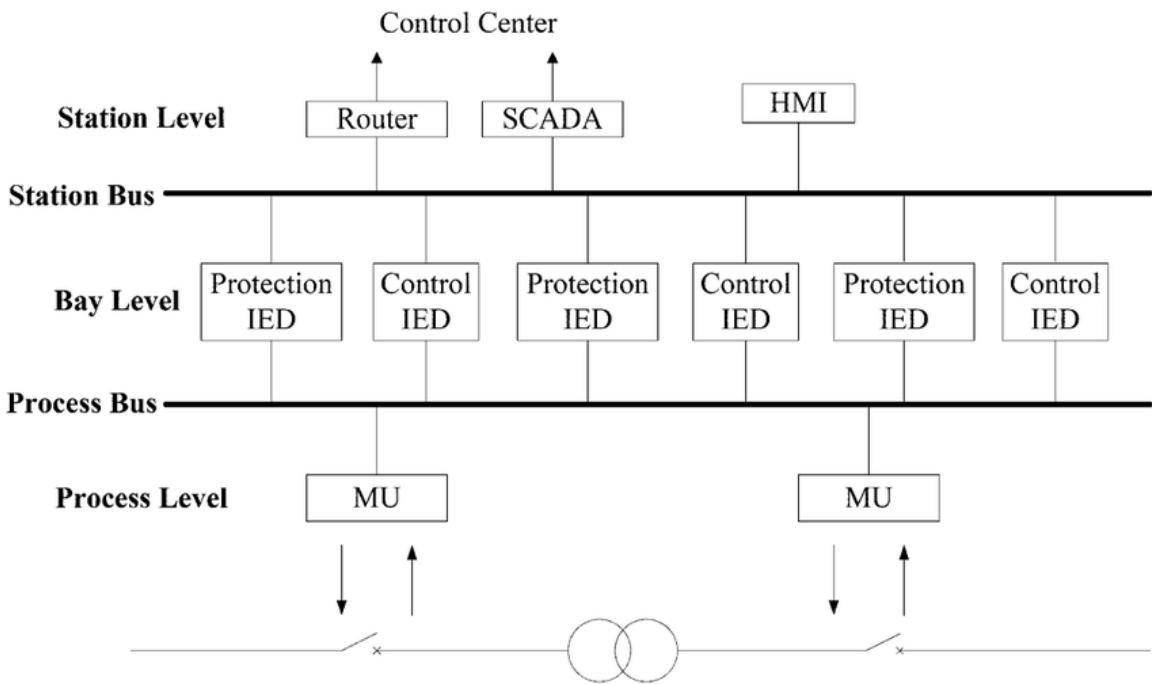 Control Center
Station Level
Router
SCADA
HMI
Station Bus
Bay Level
Protection
IED
Control
IED
Protection
IED
Control
IED
Protection
IED
Control
IED
Process Bus
Process Level
MU
MU